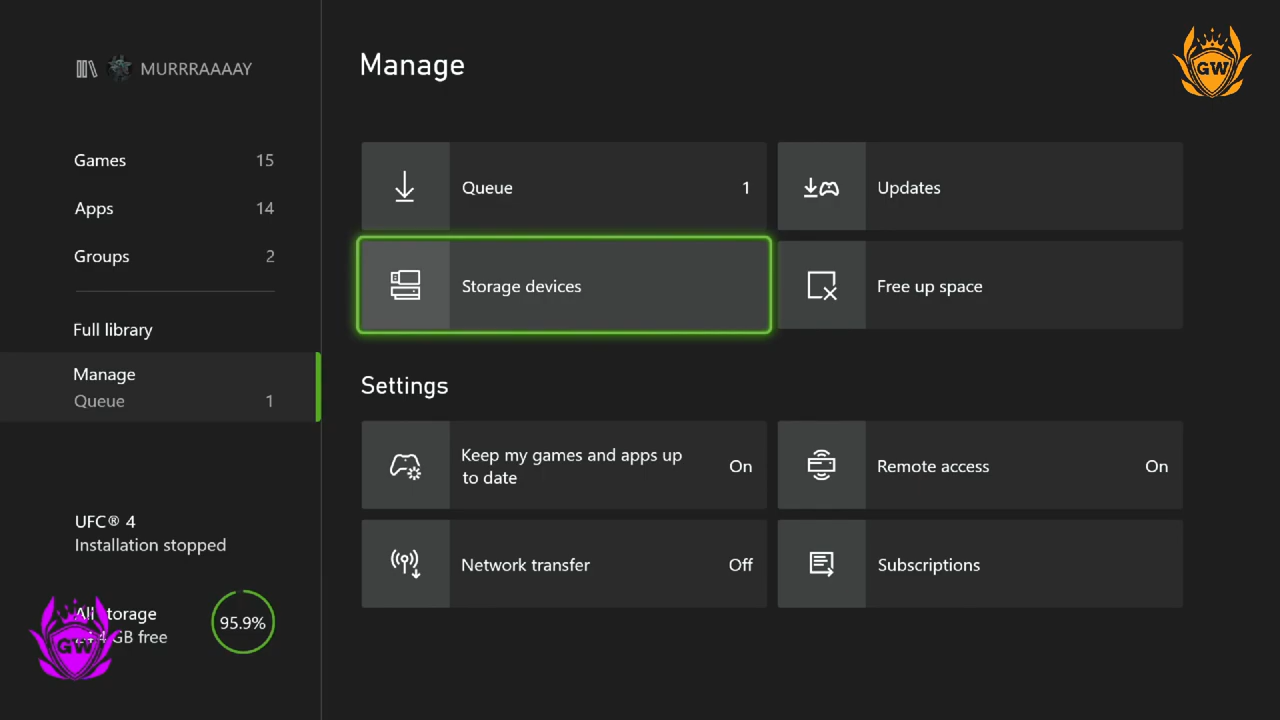 MURRRAAAAY
Games 15
Apps 14
Groups 2
Full library
Manage
Queue 1
UFC® 4
Installation stopped
storage
GB free
95.9%
GW
Manage
GW
Queue 1
Updates
Storage devices
Free up space
Settings
Keep my games and apps up
to date
On
Remote access On
Network transfer Off
Subscriptions